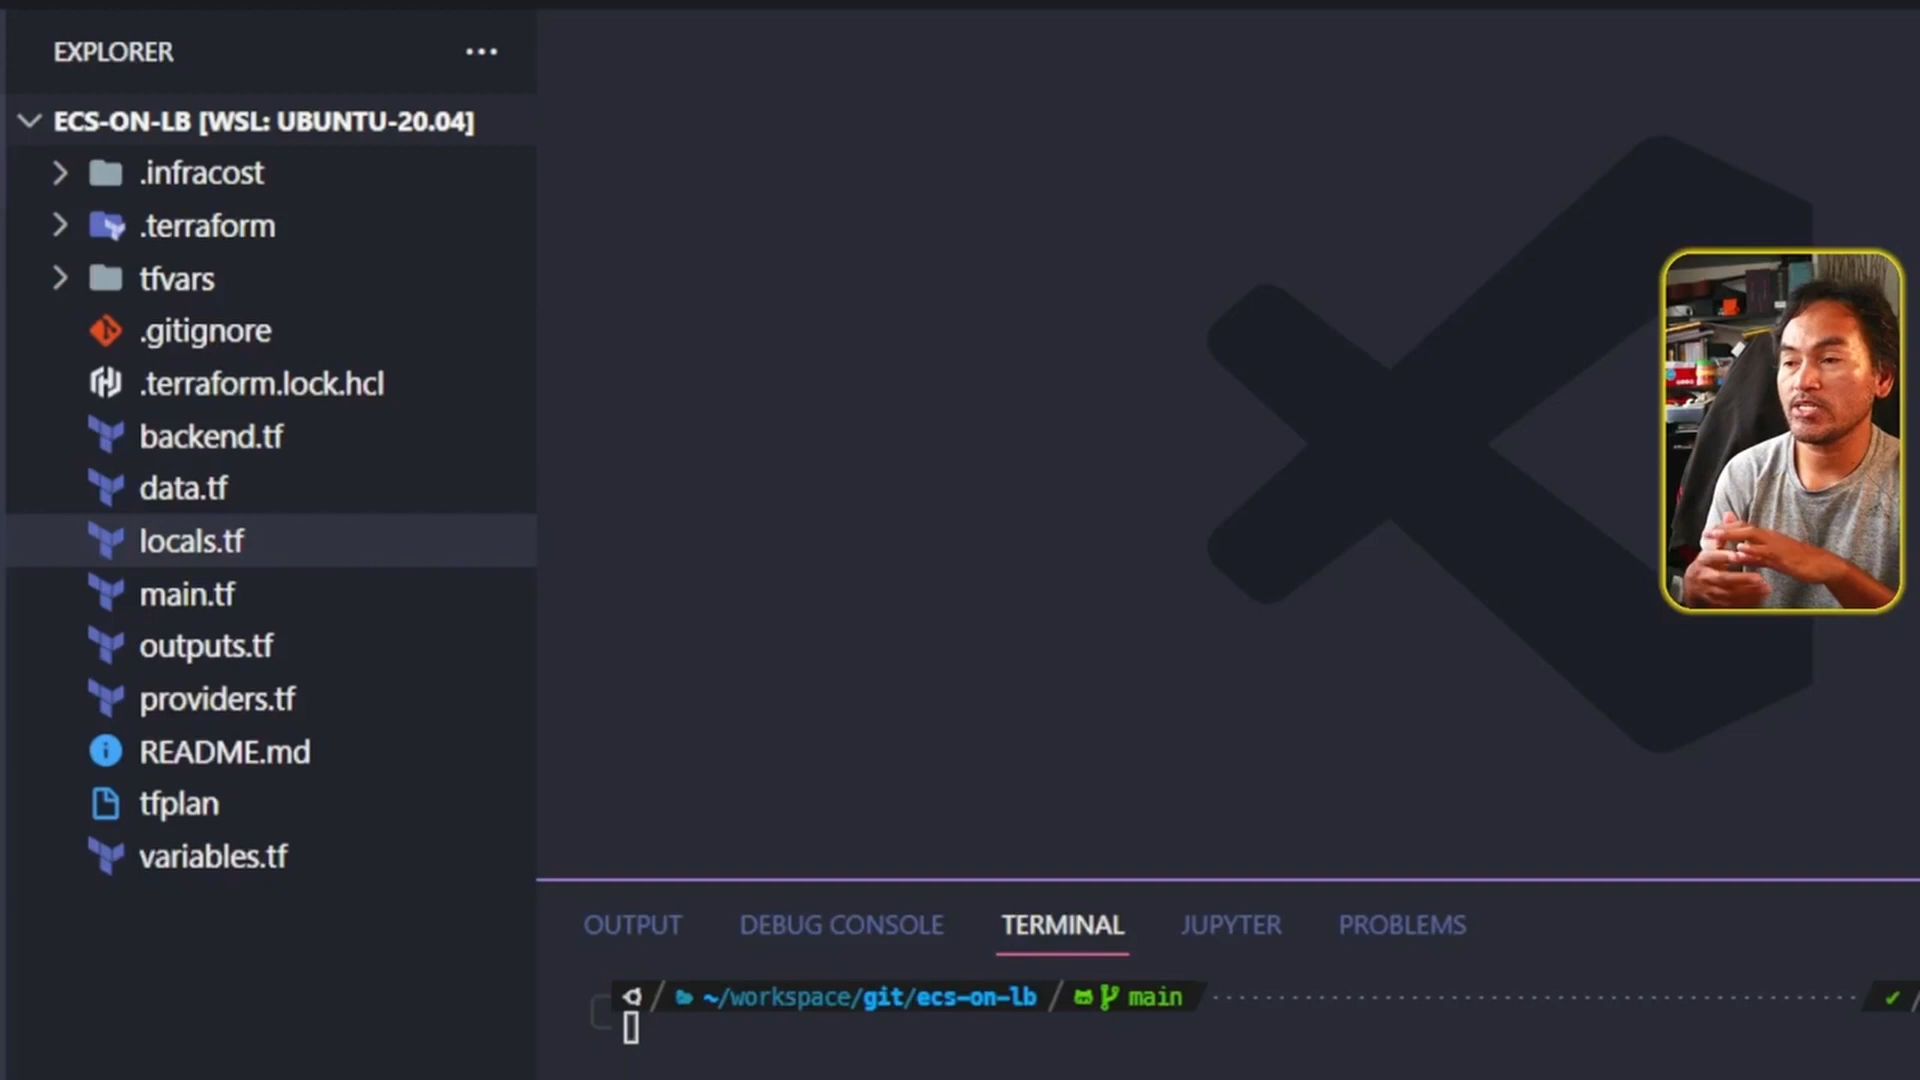 EXPLORER
ECS-ON-LB [WSL: UBUNTU-20.04]
.infracost
.terraform
tfvars
.gitignore
.terraform.lock.hcl
backend.tf
data.tf
locals.tf
main.tf
outputs.tf
providers.tf
README.md
tfplan
variables.tf
OUTPUT DEBUG CONSOLE TERMINAL JUPYTER PROBLEMS
~/workspace/git/ecs-on-lb main